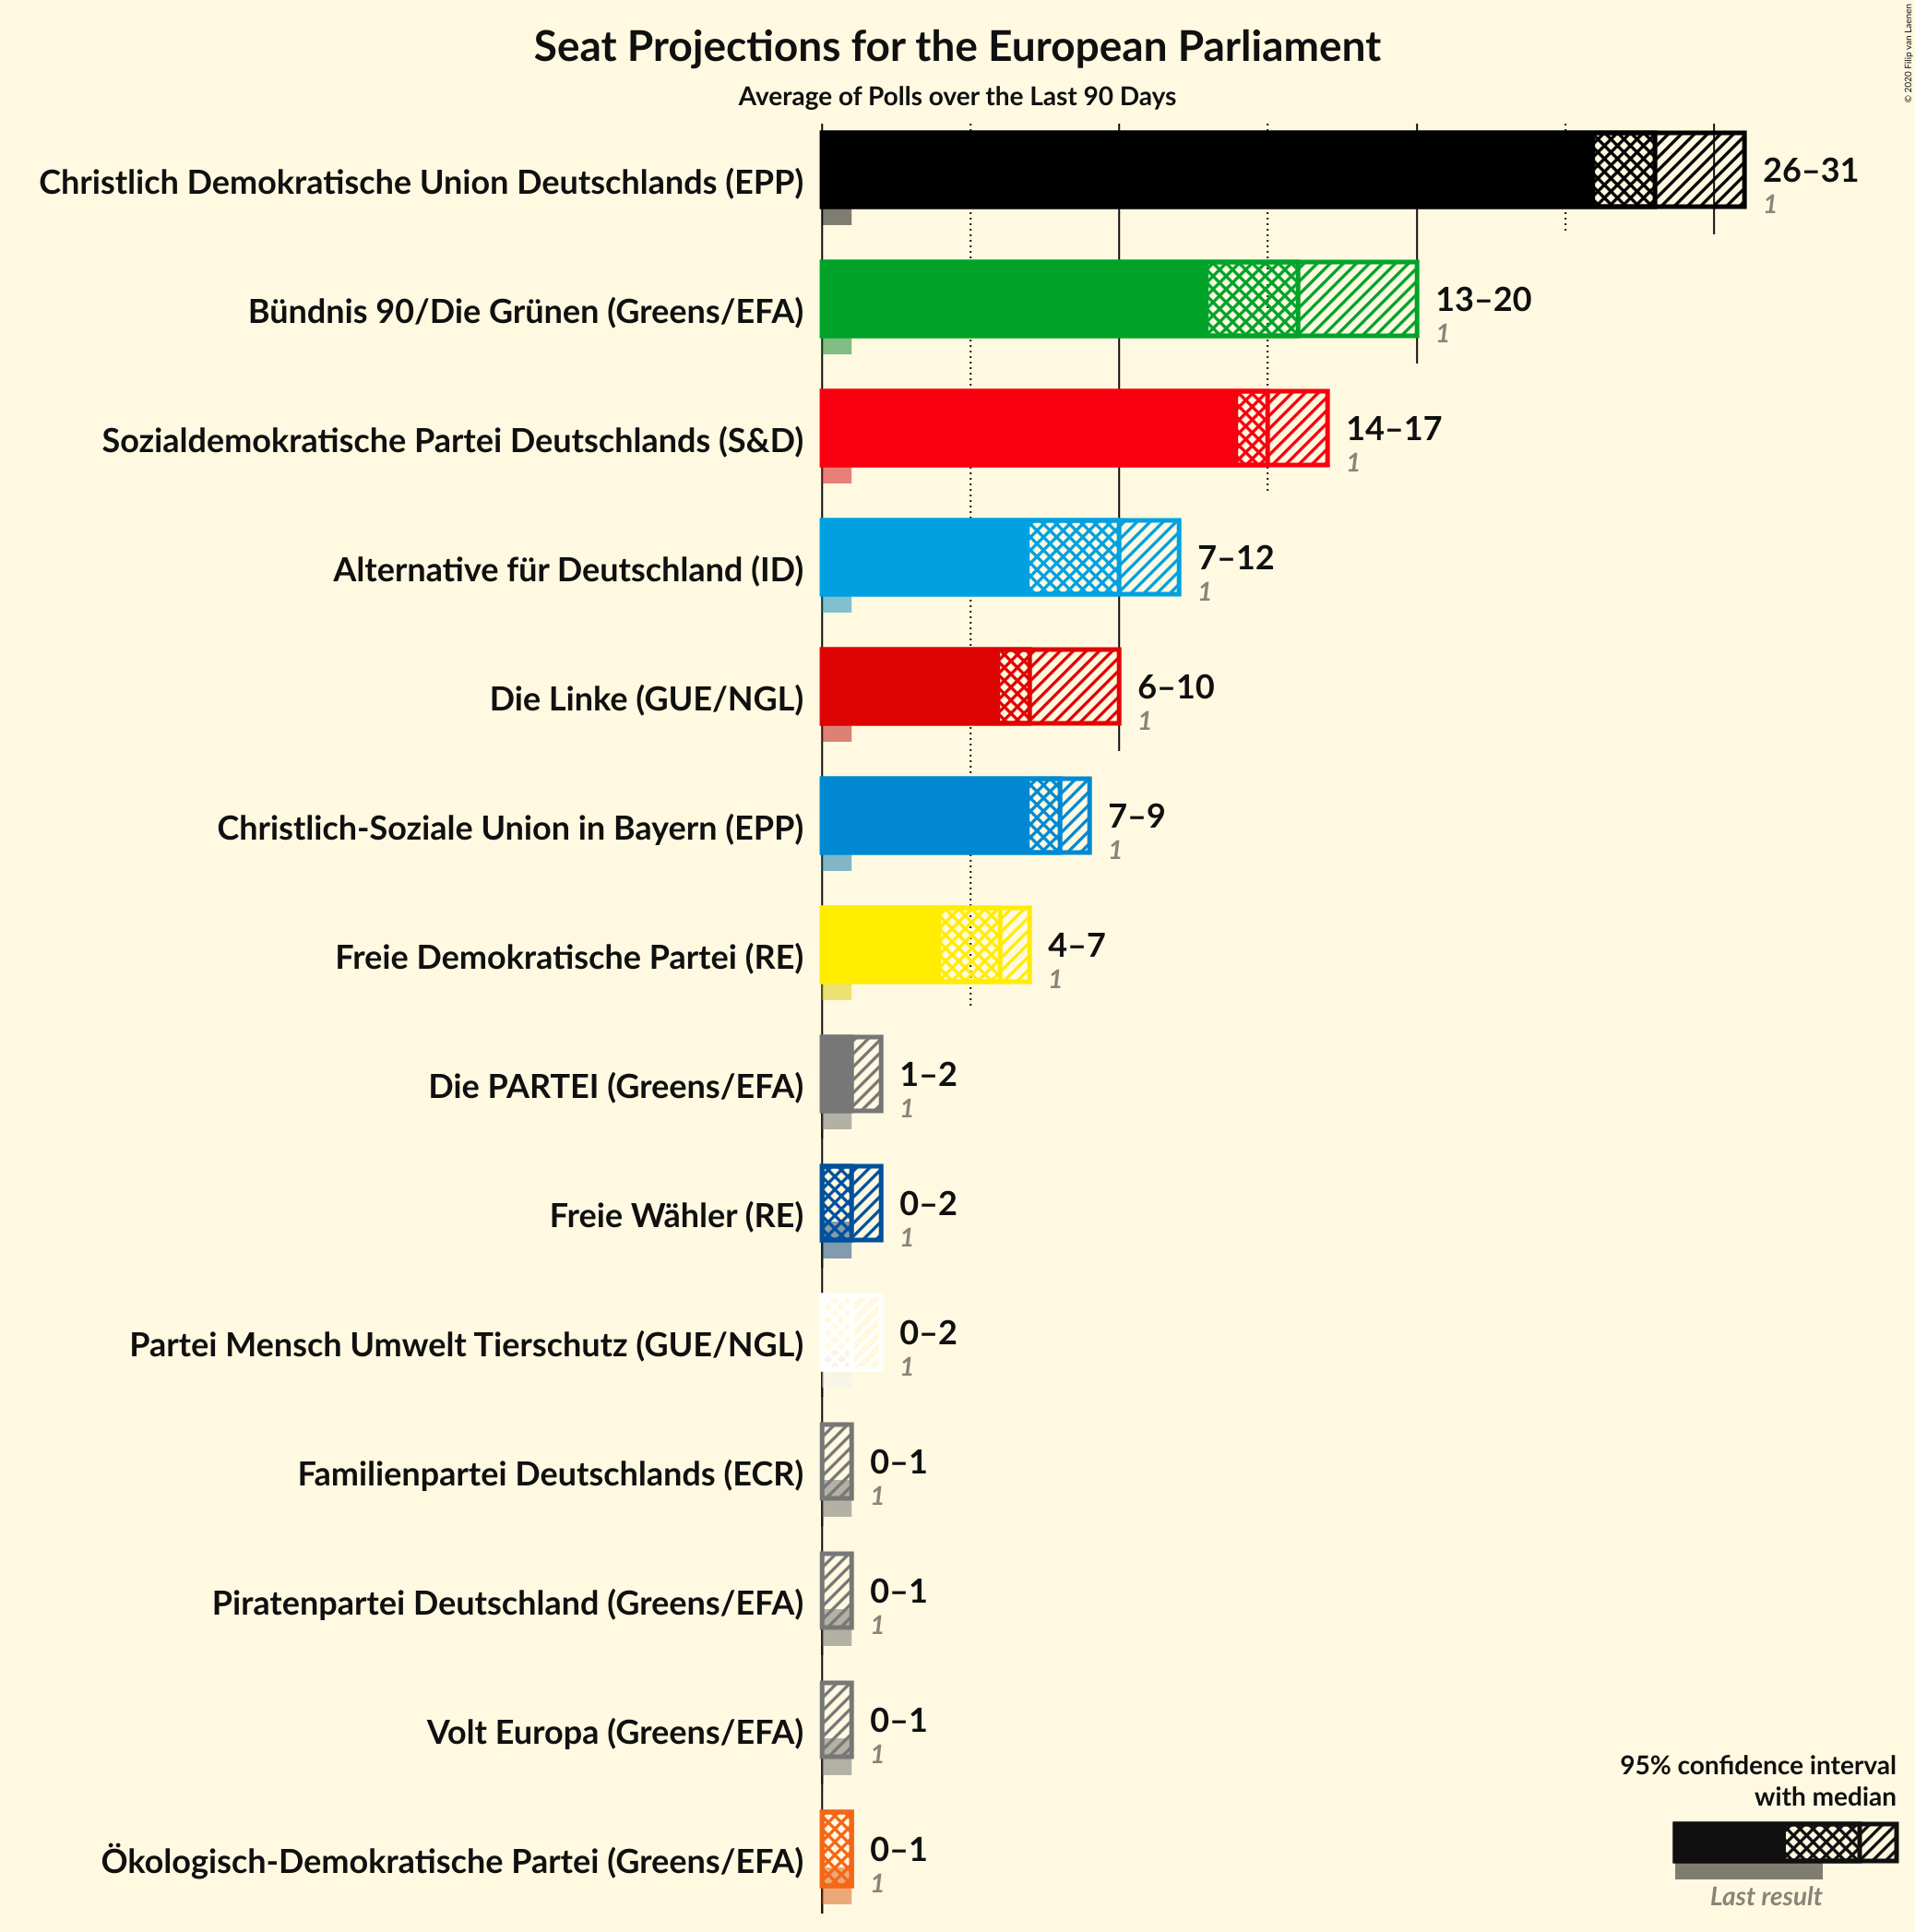 Seat Projections for the European Parliament
Average of Polls over the Last 90 Days
© 2020 Filip van Laenen
Christlich Demokratische Union Deutschlands (EPP)
26–31
1
Bündnis 90/Die Grünen (Greens/EFA)
13–20
1
Sozialdemokratische Partei Deutschlands (S&D)
14–17
1
Alternative für Deutschland (ID)
7–12
1
Die Linke (GUE/NGL)
6–10
1
Christlich-Soziale Union in Bayern (EPP)
7–9
1
Freie Demokratische Partei (RE)
4–7
1
Die PARTEI (Greens/EFA)
1–2
1
Freie Wähler (RE)
0–2
1
Partei Mensch Umwelt Tierschutz (GUE/NGL)
0–2
1
Familienpartei Deutschlands (ECR)
0–1
1
Piratenpartei Deutschland (Greens/EFA)
0–1
1
Volt Europa (Greens/EFA)
0–1
1
Ökologisch-Demokratische Partei (Greens/EFA)
0–1
1
95% confidence interval
with median
Last result